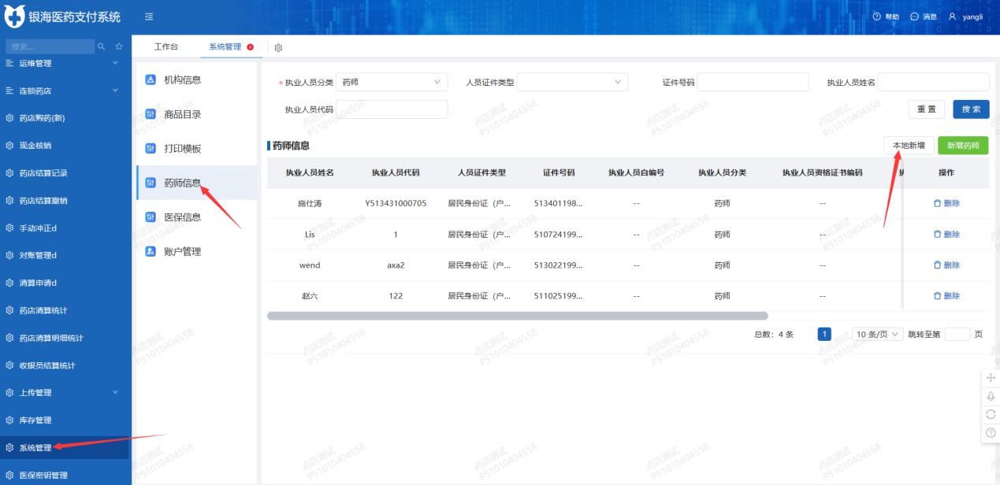 银海医药支付系统
帮助
消息
yangli
搜索...
工作台
系统管理
运维管理
连锁药店
药店购药(新)
现金核销
药店结算记录
药店结算撤销
手动冲正d
对账管理d
清算申请d
药店清算统计
药店清算明细统计
收银员结算统计
上传管理
库存管理
系统管理
医保密钥管理
机构信息
商品目录
打印模板
药师信息
医保信息
账户管理
* 执业人员分类 药师 人员证件类型 证件号码 执业人员姓名
执业人员代码 重 置 搜 索
药师信息 本地新增 新增药师
执业人员姓名 执业人员代码 人员证件类型 证件号码 执业人员自编号 执业人员分类 执业人员资格证书编码 操作
施仕涛 Y513431000705 居民身份证（户... 513401198... -- 药师 -- 删除
Lis 1 居民身份证（户... 510724199... -- 药师 -- 删除
wend axa2 居民身份证（户... 513022199... -- 药师 -- 删除
赵六 122 居民身份证（户... 511025199... -- 药师 -- 删除
总数：4 条 1 10 条/页 跳转至第 页
药店测试
P51010404558